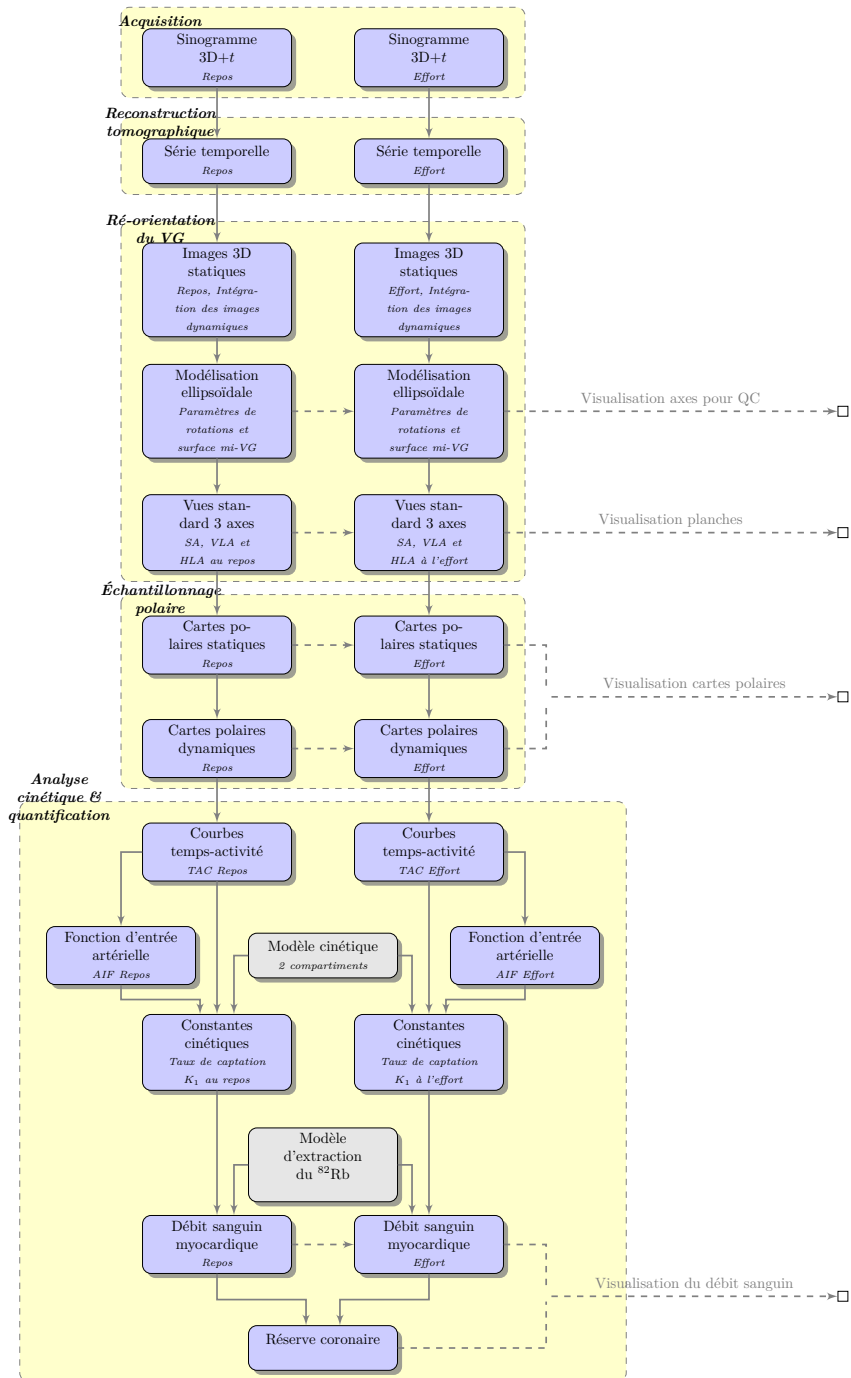 Acquisition
Sinogramme
3D+t
Repos
Sinogramme
3D+t
Effort
Reconstruction
tomographique
Série temporelle
Repos
Série temporelle
Effort
Ré-orientation
du VG
Images 3D
statiques
Repos, Intégra-
tion des images
dynamiques
Images 3D
statiques
Effort, Intégra-
tion des images
dynamiques
Modélisation
ellipsoïdale
Paramètres de
rotations et
surface mi-VG
Modélisation
ellipsoïdale
Paramètres de
rotations et
surface mi-VG
Visualisation axes pour QC
Vues stan-
dard 3 axes
SA, VLA et
HLA au repos
Vues stan-
dard 3 axes
SA, VLA et
HLA à l'effort
Visualisation planches
Échantillonnage
polaire
Cartes po-
laires statiques
Repos
Cartes po-
laires statiques
Effort
Visualisation cartes polaires
Cartes polaires
dynamiques
Repos
Cartes polaires
dynamiques
Effort
Analyse
cinétique &
quantification
Courbes
temps-activité
TAC Repos
Courbes
temps-activité
TAC Effort
Fonction d'entrée
artérielle
AIF Repos
Modèle cinétique
2 compartiments
Fonction d'entrée
artérielle
AIF Effort
Constantes
cinétiques
Taux de captation
K₁ au repos
Constantes
cinétiques
Taux de captation
K₁ à l'effort
Modèle
d'extraction
du ⁸²Rb
Débit sanguin
myocardique
Repos
Débit sanguin
myocardique
Effort
Visualisation du débit sanguin
Réserve coronaire